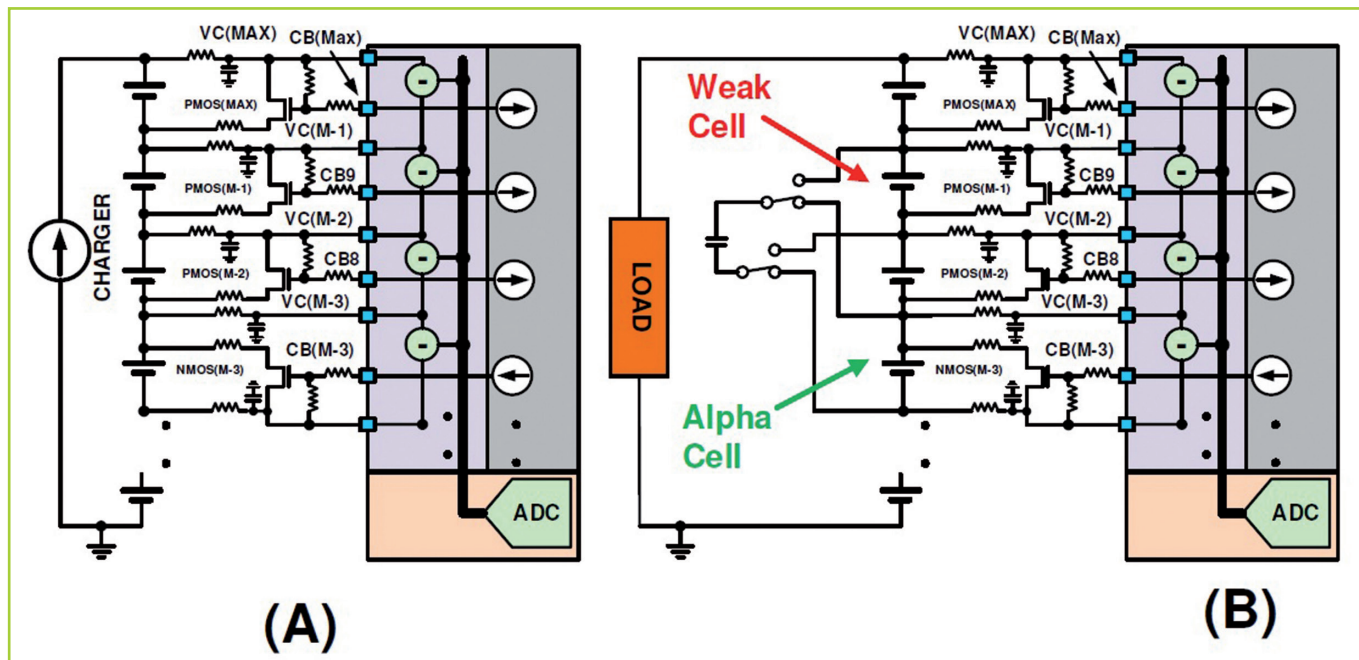 VC(MAX)
CB(Max)
PMOS(MAX)
VC(M-1)
PMOS(M-1)
CB9
VC(M-2)
PMOS(M-2)
CB8
VC(M-3)
CB(M-3)
NMOS(M-3)
CHARGER
-
-
-
-
ADC
(A)
VC(MAX)
CB(Max)
Weak
Cell
PMOS(MAX)
VC(M-1)
PMOS(M-1)
CB9
VC(M-2)
PMOS(M-2)
CB8
VC(M-3)
CB(M-3)
NMOS(M-3)
LOAD
Alpha
Cell
-
-
-
-
ADC
(B)